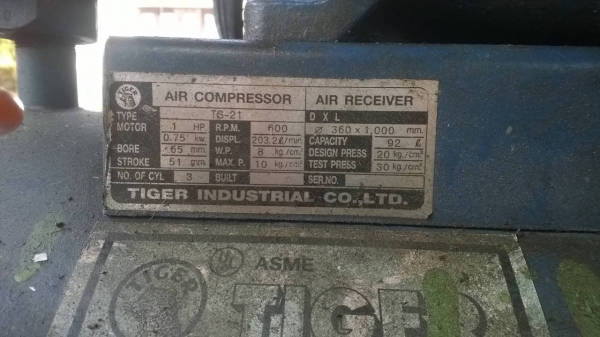 TIGER
AIR COMPRESSOR AIR RECEIVER
TYPE TG-21 D X L
MOTOR 1 HP R.P.M. 600 Ø 360 x 1,000 mm.
0.75 kW DISPL. 203.2ℓ/min CAPACITY 92 ℓ
BORE 65 mm. W.P. 8 kg./cm² DESIGN PRESS 20 kg./cm²
STROKE 51 mm. MAX. P. 10 kg./cm² TEST PRESS 30 kg./cm²
NO. OF CYL 3 BUILT SER.NO.
TIGER INDUSTRIAL CO.,LTD.
UL ASME
TIGER TIGER